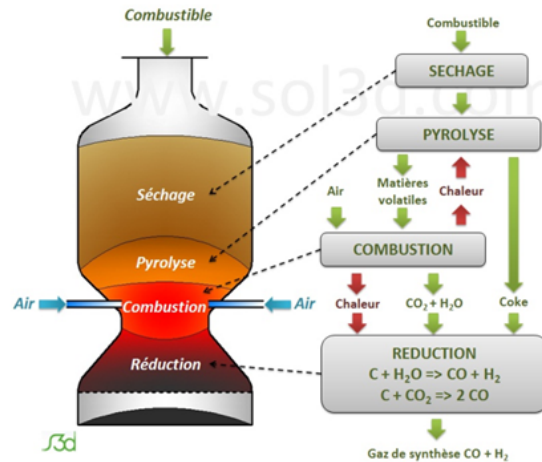 Combustible
www.sol3d.com
Séchage
Pyrolyse
Air
Combustion
Air
Réduction
S3d
Combustible
SECHAGE
PYROLYSE
Air
Matières
volatiles
Chaleur
COMBUSTION
Chaleur
CO₂ + H₂O
Coke
REDUCTION
C + H₂O => CO + H₂
C + CO₂ => 2 CO
Gaz de synthèse CO + H₂